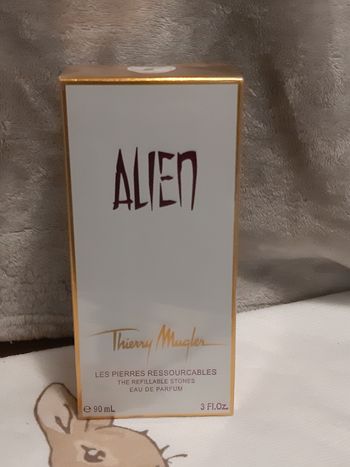 ALIEN
Thierry Mugler
LES PIERRES RESSOURCABLES
THE REFILLABLE STONES
EAU DE PARFUM
℮ 90 mL 3 Fl.Oz.